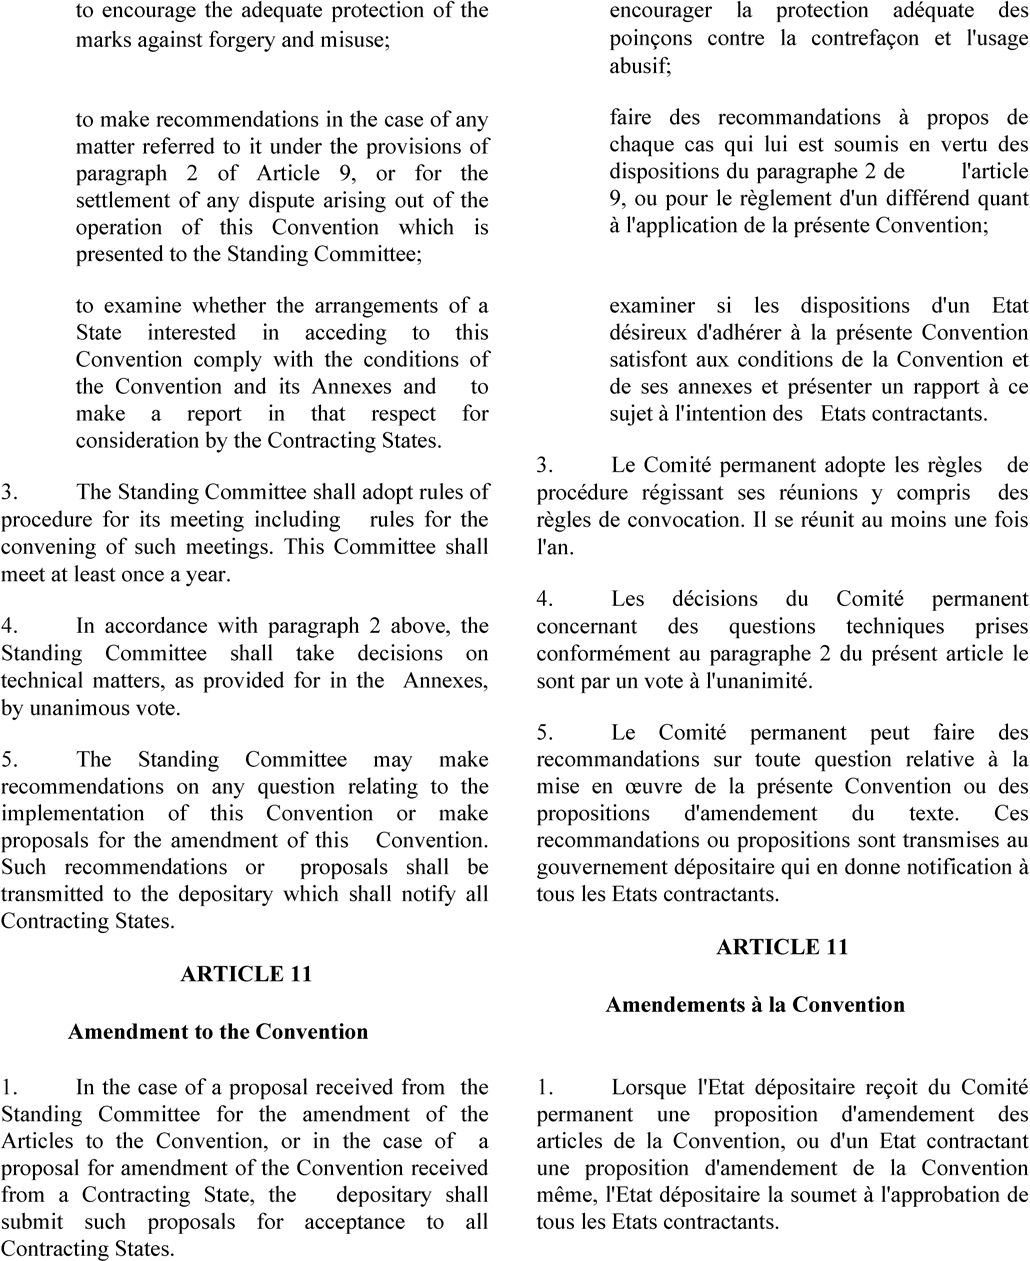 to encourage the adequate protection of the
marks against forgery and misuse;
to make recommendations in the case of any
matter referred to it under the provisions of
paragraph 2 of Article 9, or for the
settlement of any dispute arising out of the
operation of this Convention which is
presented to the Standing Committee;
to examine whether the arrangements of a
State interested in acceding to this
Convention comply with the conditions of
the Convention and its Annexes and to
make a report in that respect for
consideration by the Contracting States.
3. The Standing Committee shall adopt rules of
procedure for its meeting including rules for the
convening of such meetings. This Committee shall
meet at least once a year.
4. In accordance with paragraph 2 above, the
Standing Committee shall take decisions on
technical matters, as provided for in the Annexes,
by unanimous vote.
5. The Standing Committee may make
recommendations on any question relating to the
implementation of this Convention or make
proposals for the amendment of this Convention.
Such recommendations or proposals shall be
transmitted to the depositary which shall notify all
Contracting States.
ARTICLE 11
Amendment to the Convention
1. In the case of a proposal received from the
Standing Committee for the amendment of the
Articles to the Convention, or in the case of a
proposal for amendment of the Convention received
from a Contracting State, the depositary shall
submit such proposals for acceptance to all
Contracting States.
encourager la protection adéquate des
poinçons contre la contrefaçon et l'usage
abusif;
faire des recommandations à propos de
chaque cas qui lui est soumis en vertu des
dispositions du paragraphe 2 de l'article
9, ou pour le règlement d'un différend quant
à l'application de la présente Convention;
examiner si les dispositions d'un Etat
désireux d'adhérer à la présente Convention
satisfont aux conditions de la Convention et
de ses annexes et présenter un rapport à ce
sujet à l'intention des Etats contractants.
3. Le Comité permanent adopte les règles de
procédure régissant ses réunions y compris des
règles de convocation. Il se réunit au moins une fois
l'an.
4. Les décisions du Comité permanent
concernant des questions techniques prises
conformément au paragraphe 2 du présent article le
sont par un vote à l'unanimité.
5. Le Comité permanent peut faire des
recommandations sur toute question relative à la
mise en œuvre de la présente Convention ou des
propositions d'amendement du texte. Ces
recommandations ou propositions sont transmises au
gouvernement dépositaire qui en donne notification à
tous les Etats contractants.
ARTICLE 11
Amendements à la Convention
1. Lorsque l'Etat dépositaire reçoit du Comité
permanent une proposition d'amendement des
articles de la Convention, ou d'un Etat contractant
une proposition d'amendement de la Convention
même, l'Etat dépositaire la soumet à l'approbation de
tous les Etats contractants.